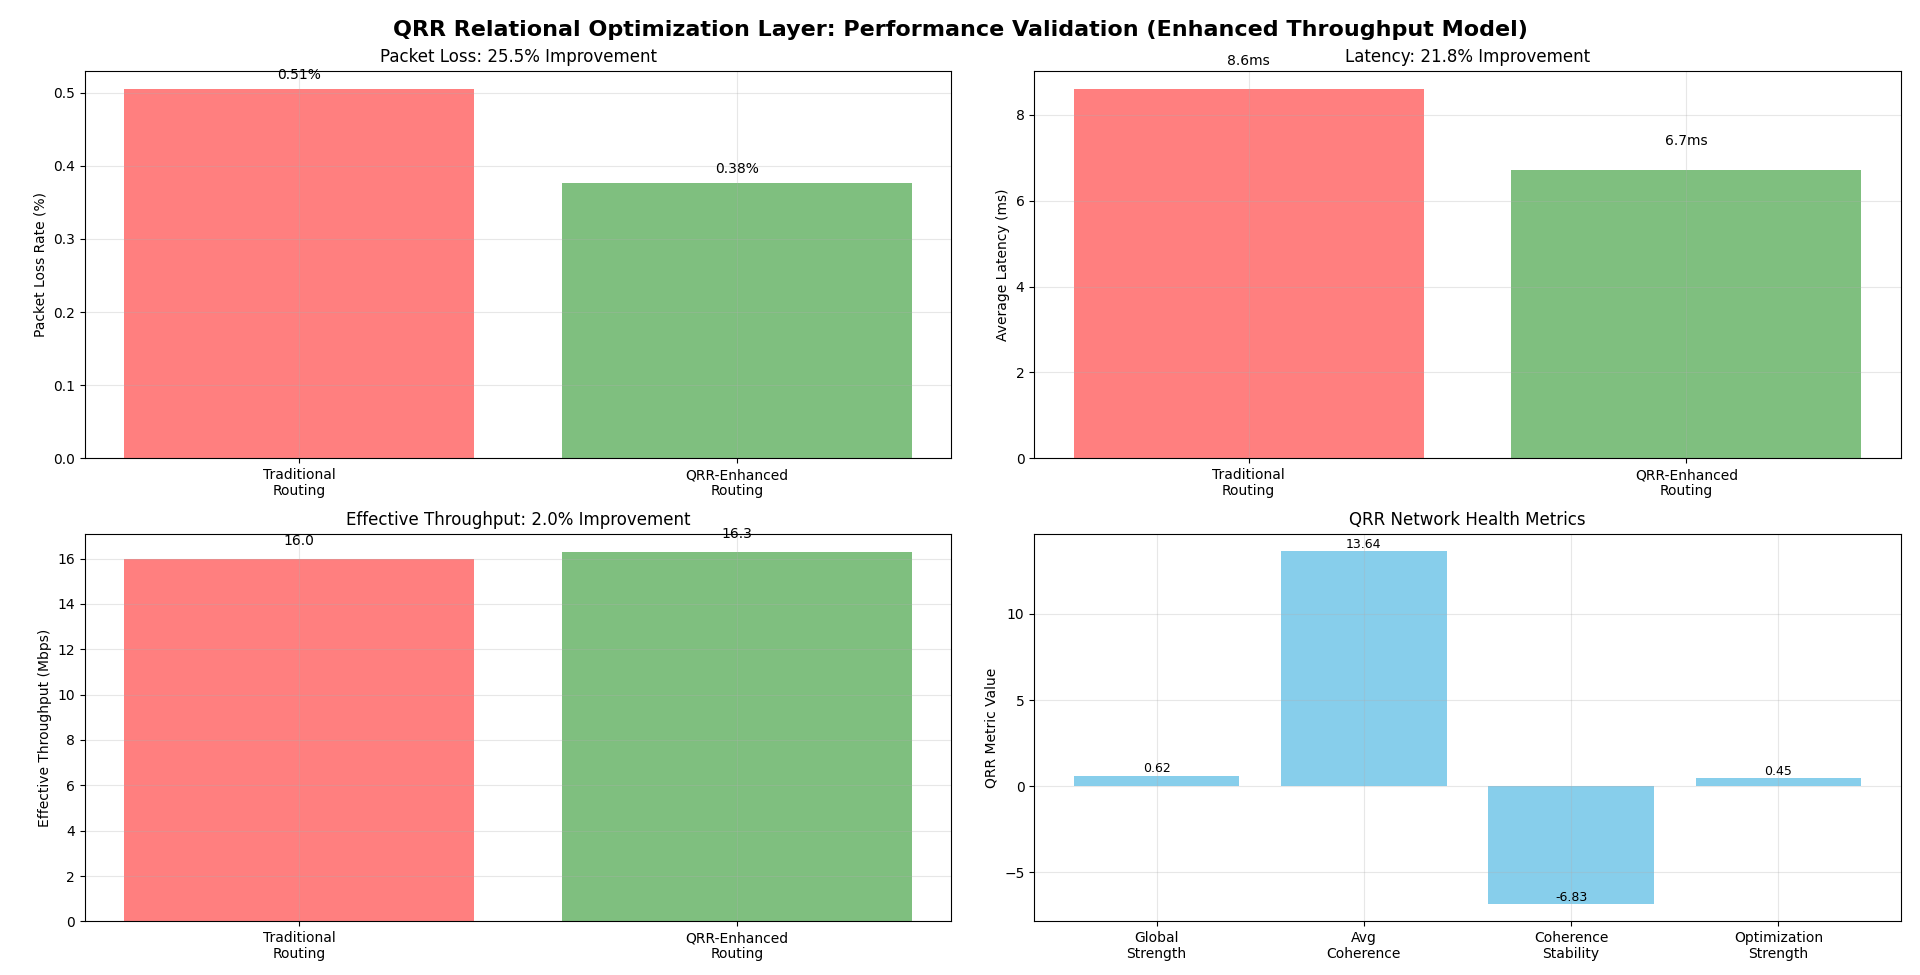 QRR Relational Optimization Layer: Performance Validation (Enhanced Throughput Model)
Packet Loss: 25.5% Improvement
0.51%
0.38%
0.5
0.4
0.3
0.2
0.1
0.0
Packet Loss Rate (%)
Traditional
Routing
QRR-Enhanced
Routing
Latency: 21.8% Improvement
8.6ms
6.7ms
8
6
4
2
0
Average Latency (ms)
Traditional
Routing
QRR-Enhanced
Routing
Effective Throughput: 2.0% Improvement
16.0
16.3
16
14
12
10
8
6
4
2
0
Effective Throughput (Mbps)
Traditional
Routing
QRR-Enhanced
Routing
QRR Network Health Metrics
0.62
13.64
-6.83
0.45
10
5
0
−5
QRR Metric Value
Global
Strength
Avg
Coherence
Coherence
Stability
Optimization
Strength